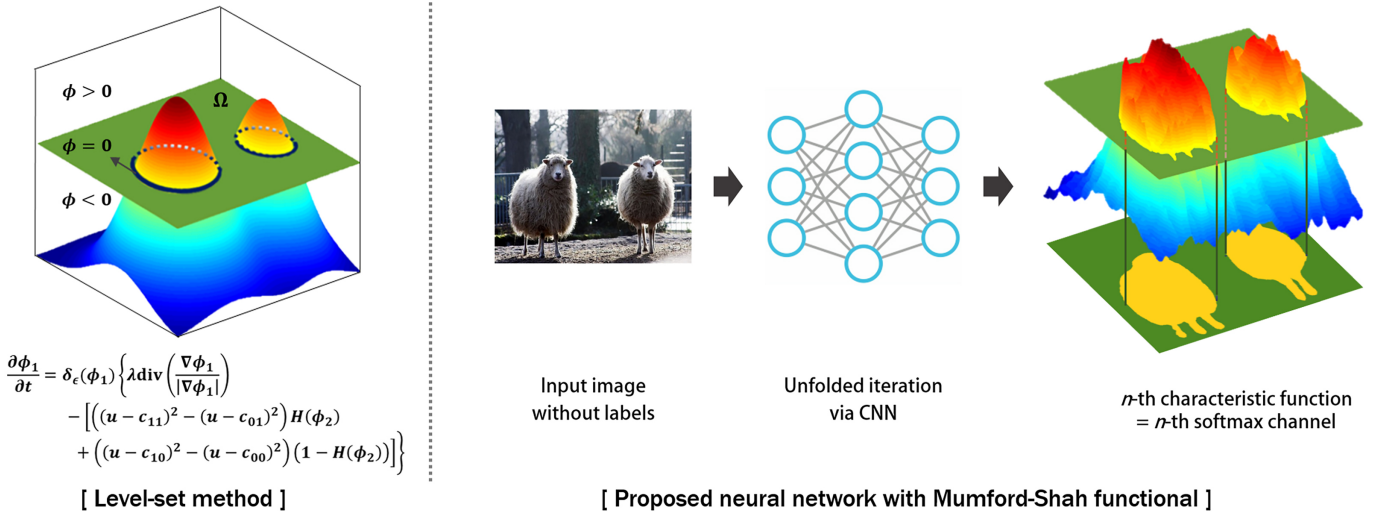 ϕ > 0
Ω
ϕ = 0
ϕ < 0
∂ϕ₁/∂t = δ_ϵ(ϕ₁){λdiv(∇ϕ₁/|∇ϕ₁|)
− [((u − c₁₁)² − (u − c₀₁)²)H(ϕ₂)
+ ((u − c₁₀)² − (u − c₀₀)²)(1 − H(ϕ₂))]}
[ Level-set method ]
Input image
without labels
Unfolded iteration
via CNN
n-th characteristic function
= n-th softmax channel
[ Proposed neural network with Mumford-Shah functional ]